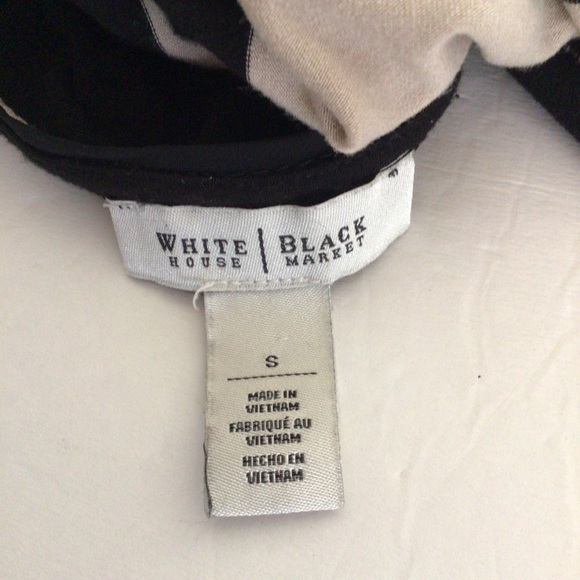 WHITE | BLACK
HOUSE | MARKET
S
MADE IN
VIETNAM
FABRIQUÉ AU
VIETNAM
HECHO EN
VIETNAM